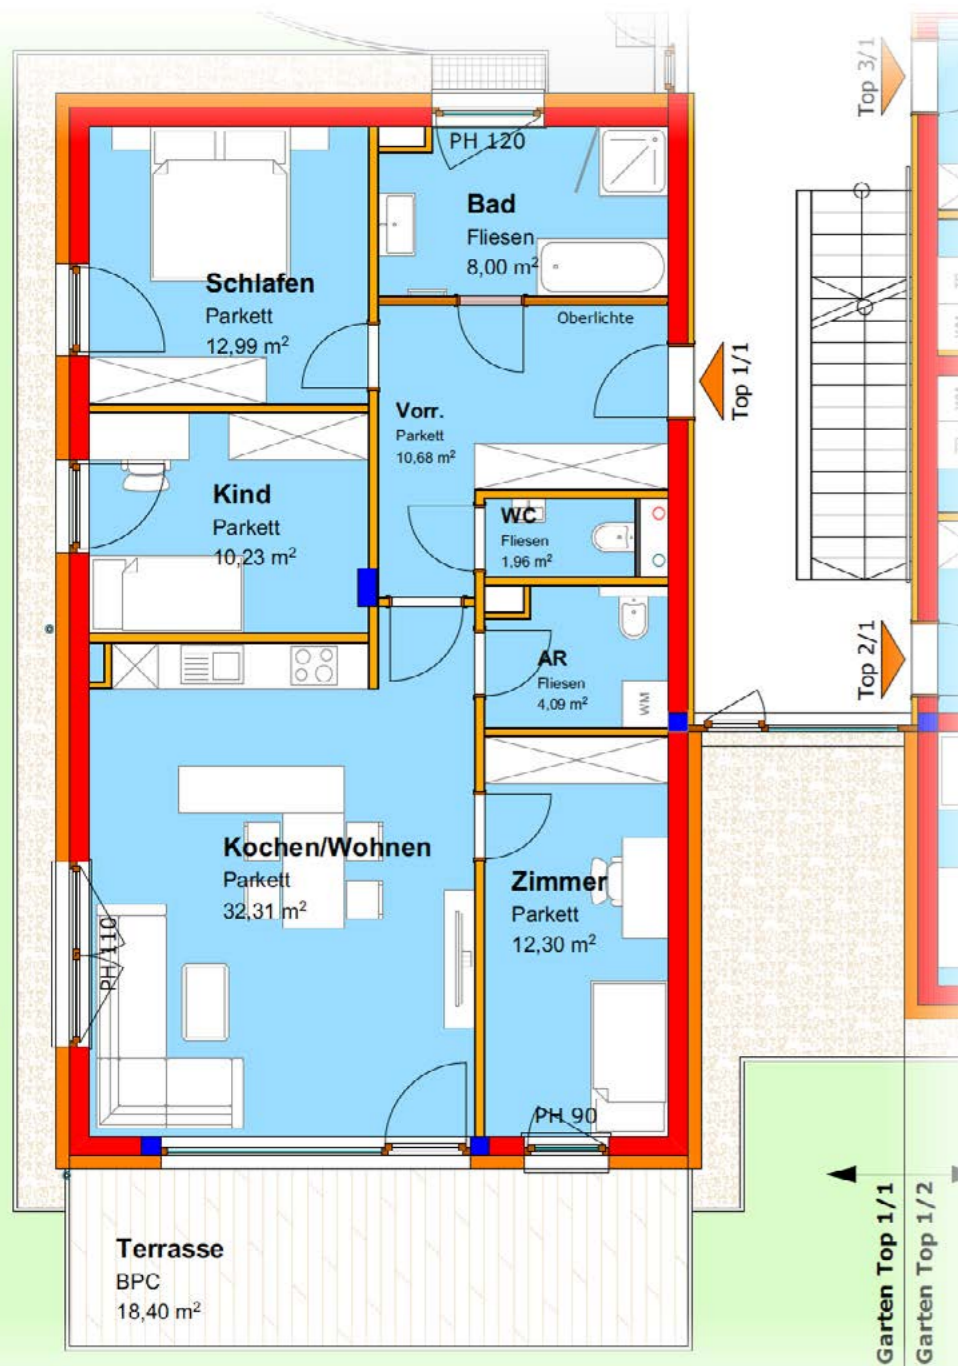 Top 3/1
PH 120
Bad
Fliesen
8,00 m²
Schlafen
Parkett
12,99 m²
Oberlichte
Top 1/1
Vorr.
Parkett
10,68 m²
Kind
Parkett
10,23 m²
WC
Fliesen
1,96 m²
Top 2/1
AR
Fliesen
4,09 m²
WM
Kochen/Wohnen
Parkett
32,31 m²
PH 110
Zimmer
Parkett
12,30 m²
PH 90
Terrasse
BPC
18,40 m²
Garten Top 1/1
Garten Top 1/2